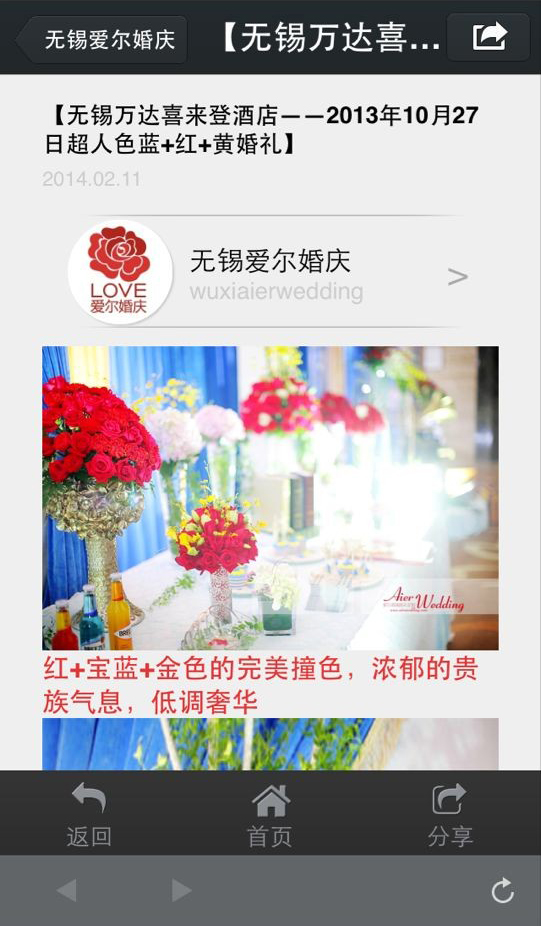 无锡爱尔婚庆
【无锡万达喜...
【无锡万达喜来登酒店——2013年10月27
日超人色蓝+红+黄婚礼】
2014.02.11
LOVE
爱尔婚庆
无锡爱尔婚庆
wuxiaierwedding
>
Aier Wedding
红+宝蓝+金色的完美撞色，浓郁的贵
族气息，低调奢华
返回
首页
分享